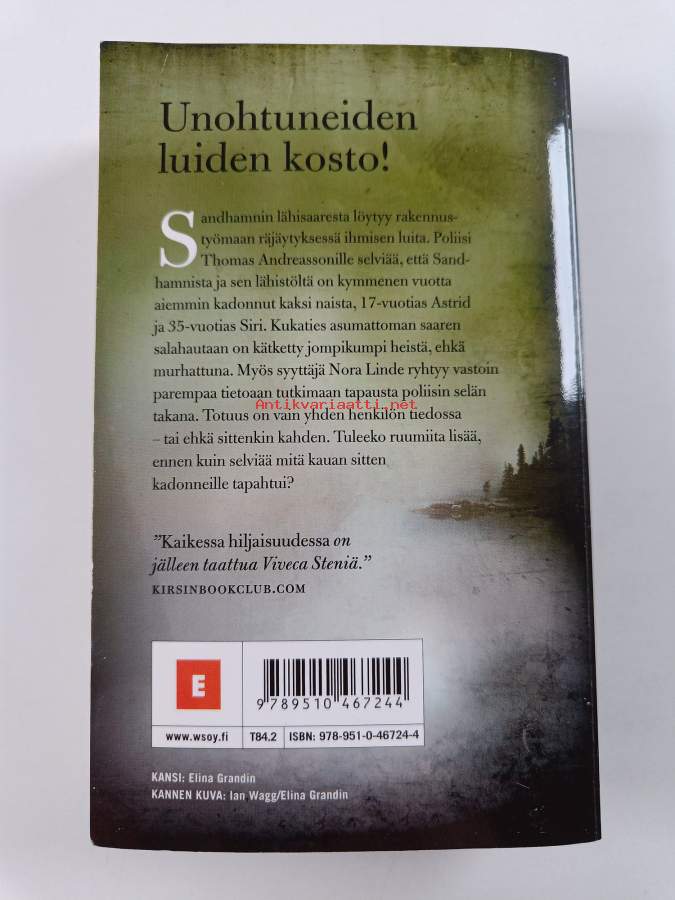 Unohtuneiden
luiden kosto!
Sandhamnin lähisaaresta löytyy rakennus-
työmaan räjäytyksessä ihmisen luita. Poliisi
Thomas Andreassonille selviää, että Sand-
hamnista ja sen lähistöltä on kymmenen vuotta
aiemmin kadonnut kaksi naista, 17-vuotias Astrid
ja 35-vuotias Siri. Kukaties asumattoman saaren
salahautaan on kätketty jompikumpi heistä, ehkä
murhattuna. Myös syyttäjä Nora Linde ryhtyy vastoin
parempaa tietoaan tutkimaan tapausta poliisin selän
Antikvariaatti.net
takana. Totuus on vain yhden henkilön tiedossa
– tai ehkä sittenkin kahden. Tuleeko ruumiita lisää,
ennen kuin selviää mitä kauan sitten
kadonneille tapahtui?
”Kaikessa hiljaisuudessa on
jälleen taattua Viveca Steniä.”
KIRSINBOOKCLUB.COM
E
9 789510 467244
www.wsoy.fi
T84.2
ISBN: 978-951-0-46724-4
KANSI: Elina Grandin
KANNEN KUVA: Ian Wagg/Elina Grandin